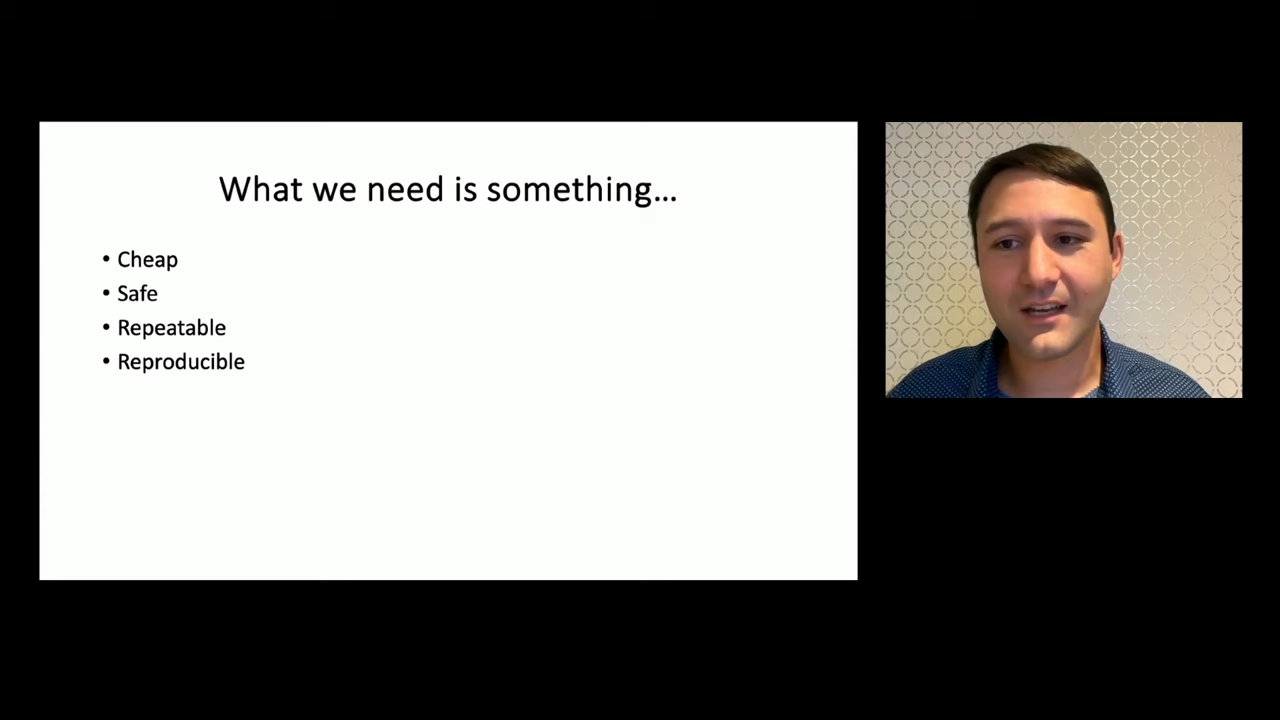 What we need is something…
• Cheap
• Safe
• Repeatable
• Reproducible